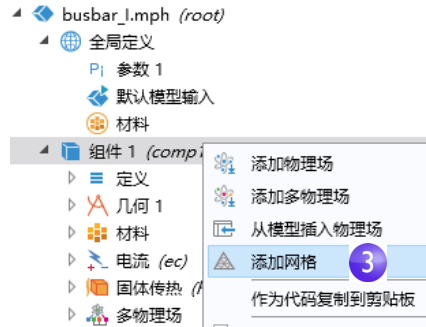 busbar_I.mph (root)
全局定义
Pi 参数 1
默认模型输入
材料
组件 1 (comp1
定义
几何 1
材料
电流 (ec)
固体传热 (
多物理场
添加物理场
添加多物理场
从模型插入物理场
添加网格 3
作为代码复制到剪贴板